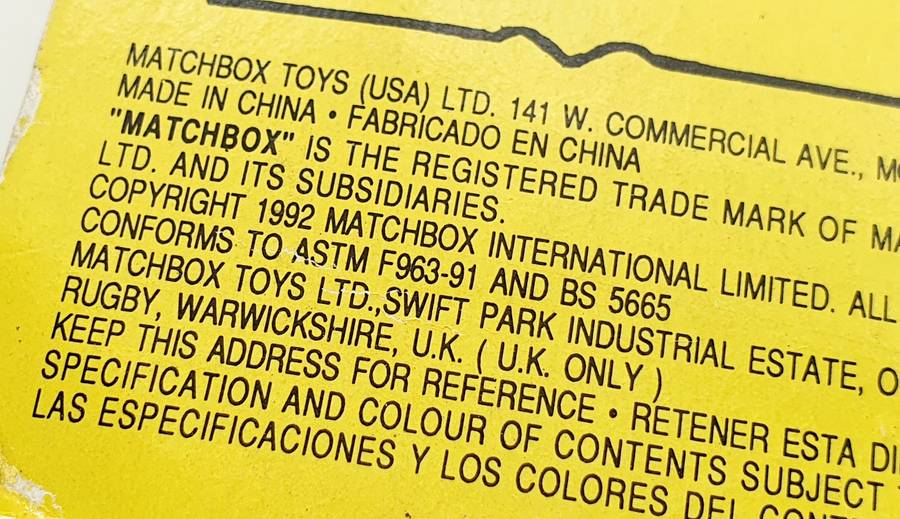 MATCHBOX TOYS (USA) LTD. 141 W. COMMERCIAL AVE.,
MADE IN CHINA • FABRICADO EN CHINA
"MATCHBOX" IS THE REGISTERED TRADE MARK OF
LTD. AND ITS SUBSIDIARIES.
COPYRIGHT 1992 MATCHBOX INTERNATIONAL LIMITED. ALL
CONFORMS TO ASTM F963-91 AND BS 5665
MATCHBOX TOYS LTD.,SWIFT PARK INDUSTRIAL ESTATE,
RUGBY, WARWICKSHIRE, U.K. ( U.K. ONLY )
KEEP THIS ADDRESS FOR REFERENCE • RETENER ESTA
SPECIFICATION AND COLOUR OF CONTENTS SUBJECT
LAS ESPECIFICACIONES Y LOS COLORES DEL